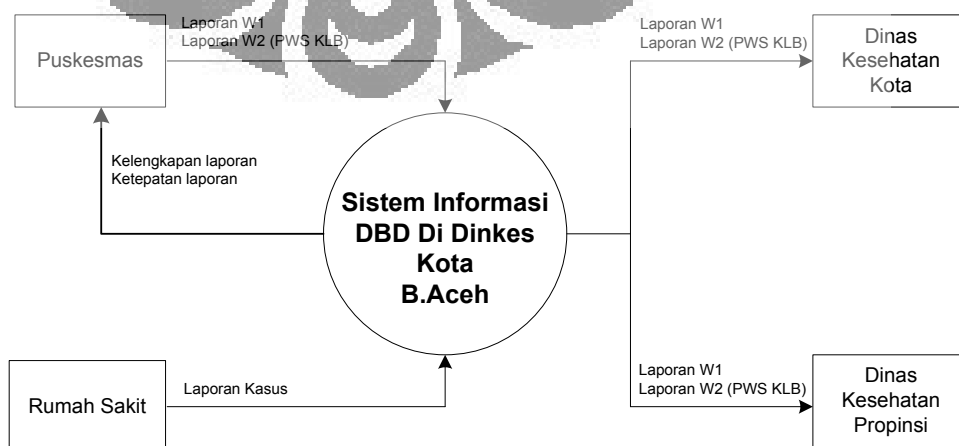 Puskesmas
Laporan W1
Laporan W2 (PWS KLB)
Laporan W1
Laporan W2 (PWS KLB)
Dinas
Kesehatan
Kota
Kelengkapan laporan
Ketepatan laporan
Sistem Informasi
DBD Di Dinkes
Kota
B.Aceh
Rumah Sakit
Laporan Kasus
Laporan W1
Laporan W2 (PWS KLB)
Dinas
Kesehatan
Propinsi